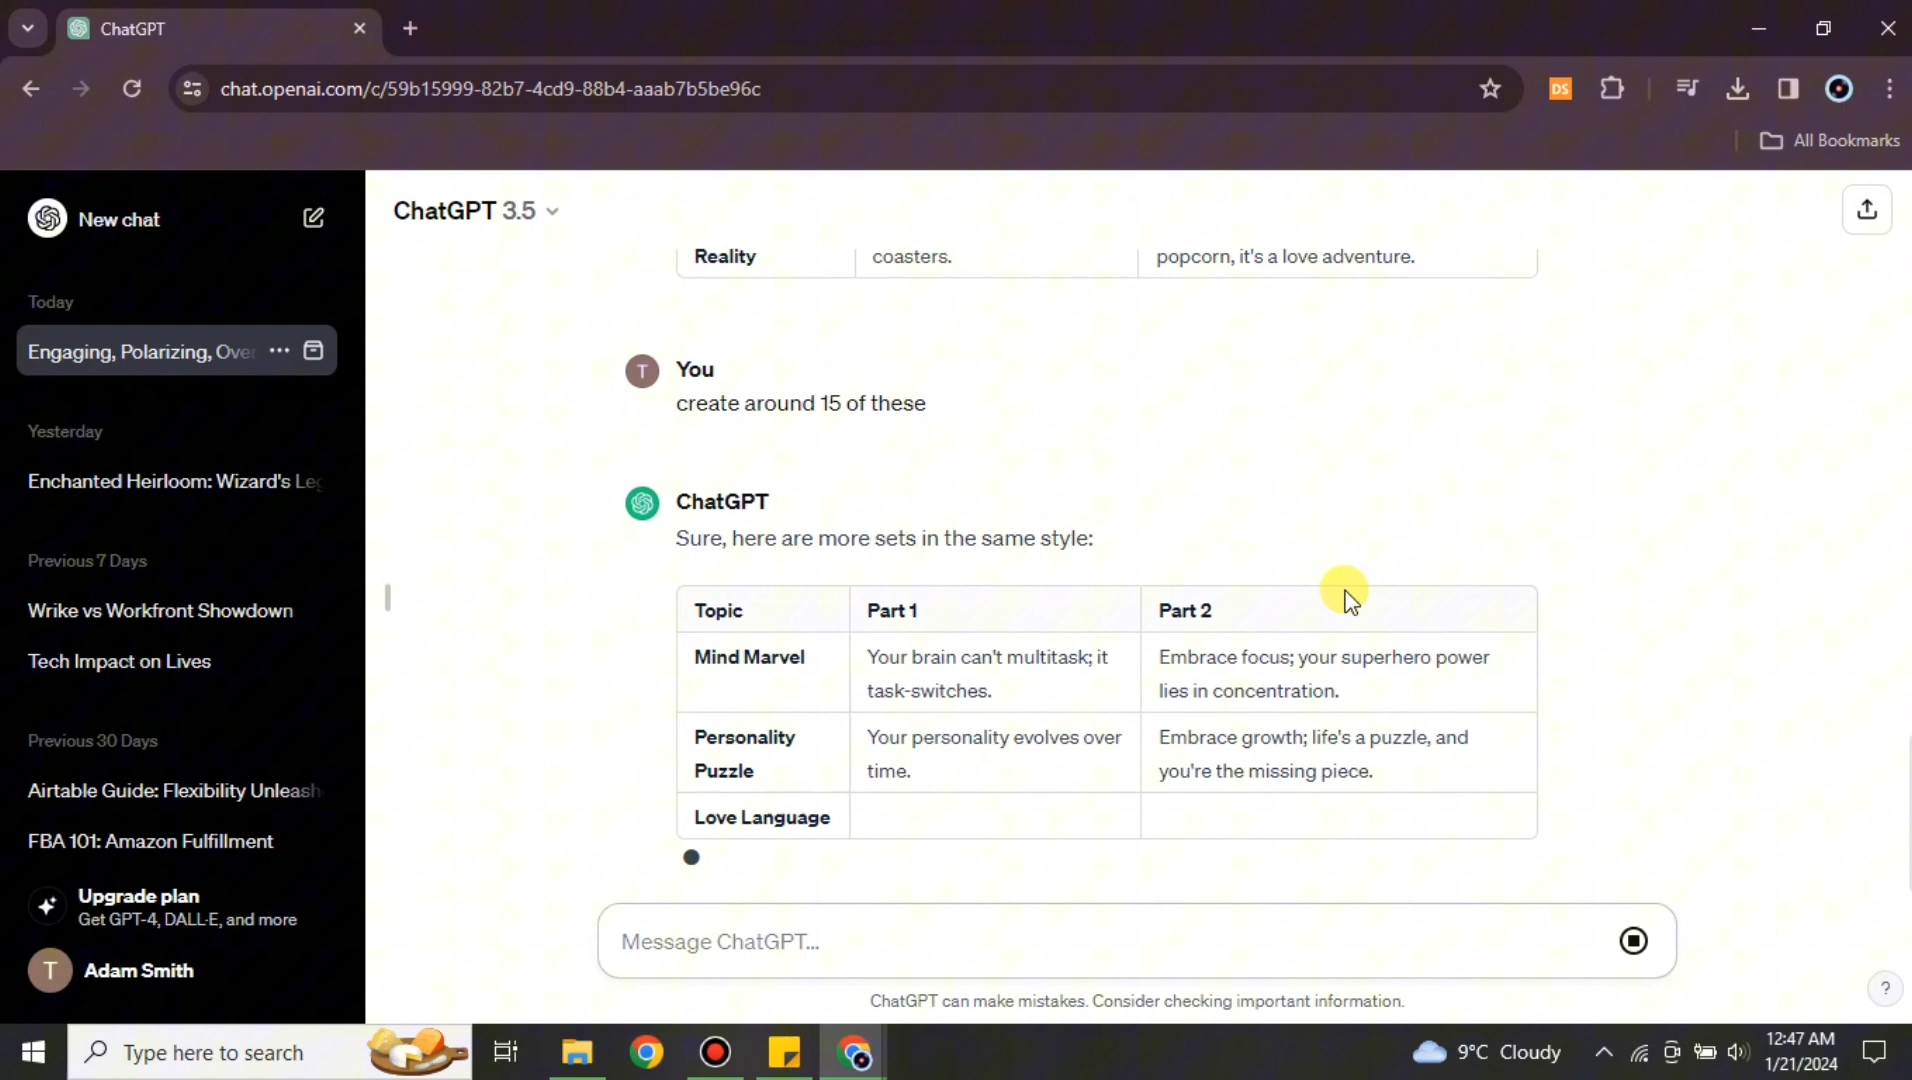 ChatGPT
chat.openai.com/c/59b15999-82b7-4cd9-88b4-aaab7b5be96c
DS
All Bookmarks
New chat
Today
Engaging, Polarizing, Over
Yesterday
Enchanted Heirloom: Wizard's Leg
Previous 7 Days
Wrike vs Workfront Showdown
Tech Impact on Lives
Previous 30 Days
Airtable Guide: Flexibility Unleash
FBA 101: Amazon Fulfillment
Upgrade plan
Get GPT-4, DALL·E, and more
T Adam Smith
ChatGPT 3.5
Reality coasters. popcorn, it's a love adventure.
T You
create around 15 of these
ChatGPT
Sure, here are more sets in the same style:
Topic Part 1 Part 2
Mind Marvel Your brain can't multitask; it Embrace focus; your superhero power
task-switches. lies in concentration.
Personality Your personality evolves over Embrace growth; life's a puzzle, and
Puzzle time. you're the missing piece.
Love Language
Message ChatGPT...
ChatGPT can make mistakes. Consider checking important information.
?
Type here to search
9°C Cloudy
12:47 AM
1/21/2024